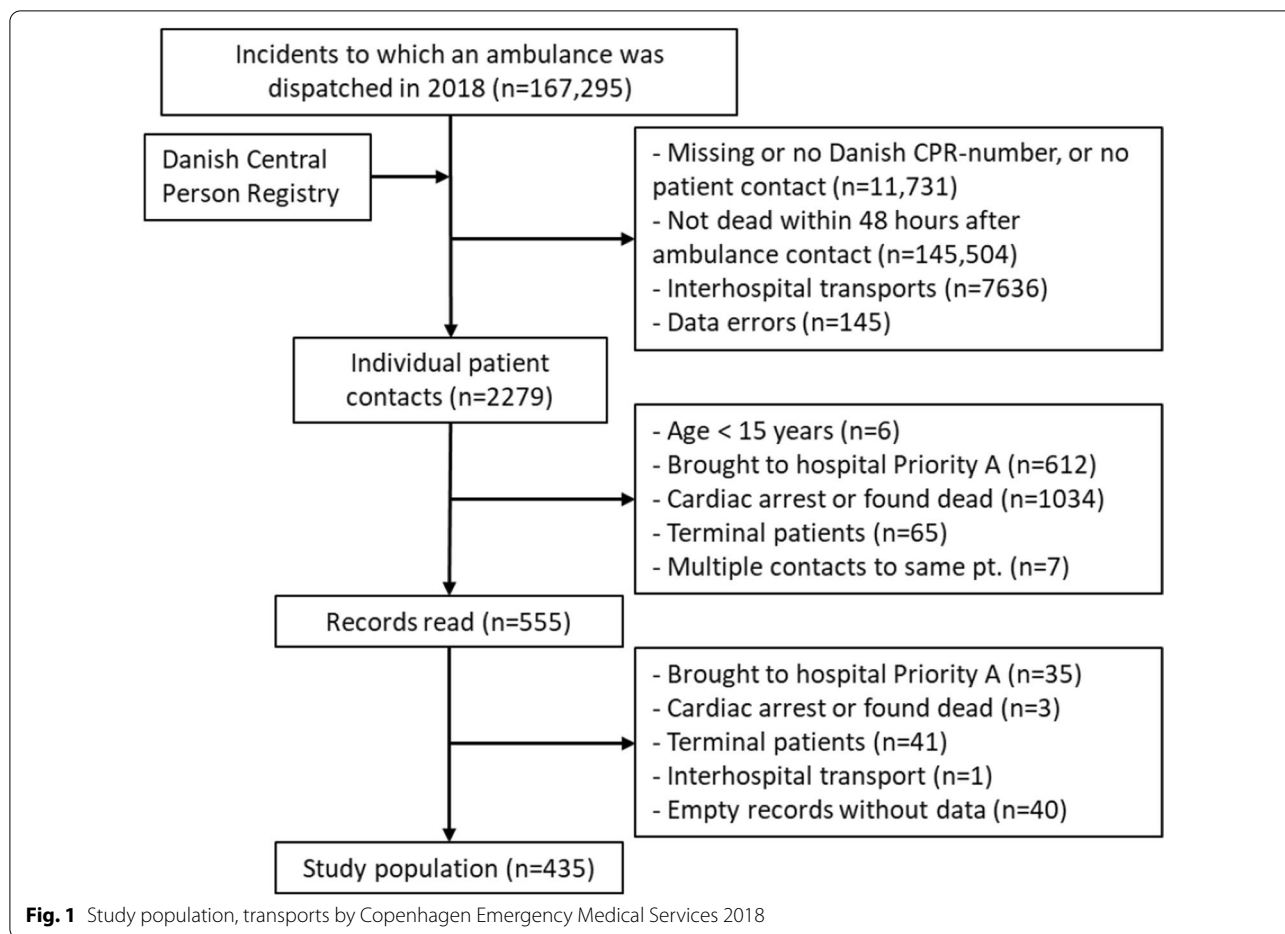 Incidents to which an ambulance was
dispatched in 2018 (n=167,295)
Danish Central
Person Registry
- Missing or no Danish CPR-number, or no
patient contact (n=11,731)
- Not dead within 48 hours after
ambulance contact (n=145,504)
- Interhospital transports (n=7636)
- Data errors (n=145)
Individual patient
contacts (n=2279)
- Age < 15 years (n=6)
- Brought to hospital Priority A (n=612)
- Cardiac arrest or found dead (n=1034)
- Terminal patients (n=65)
- Multiple contacts to same pt. (n=7)
Records read (n=555)
- Brought to hospital Priority A (n=35)
- Cardiac arrest or found dead (n=3)
- Terminal patients (n=41)
- Interhospital transport (n=1)
- Empty records without data (n=40)
Study population (n=435)
Fig. 1 Study population, transports by Copenhagen Emergency Medical Services 2018